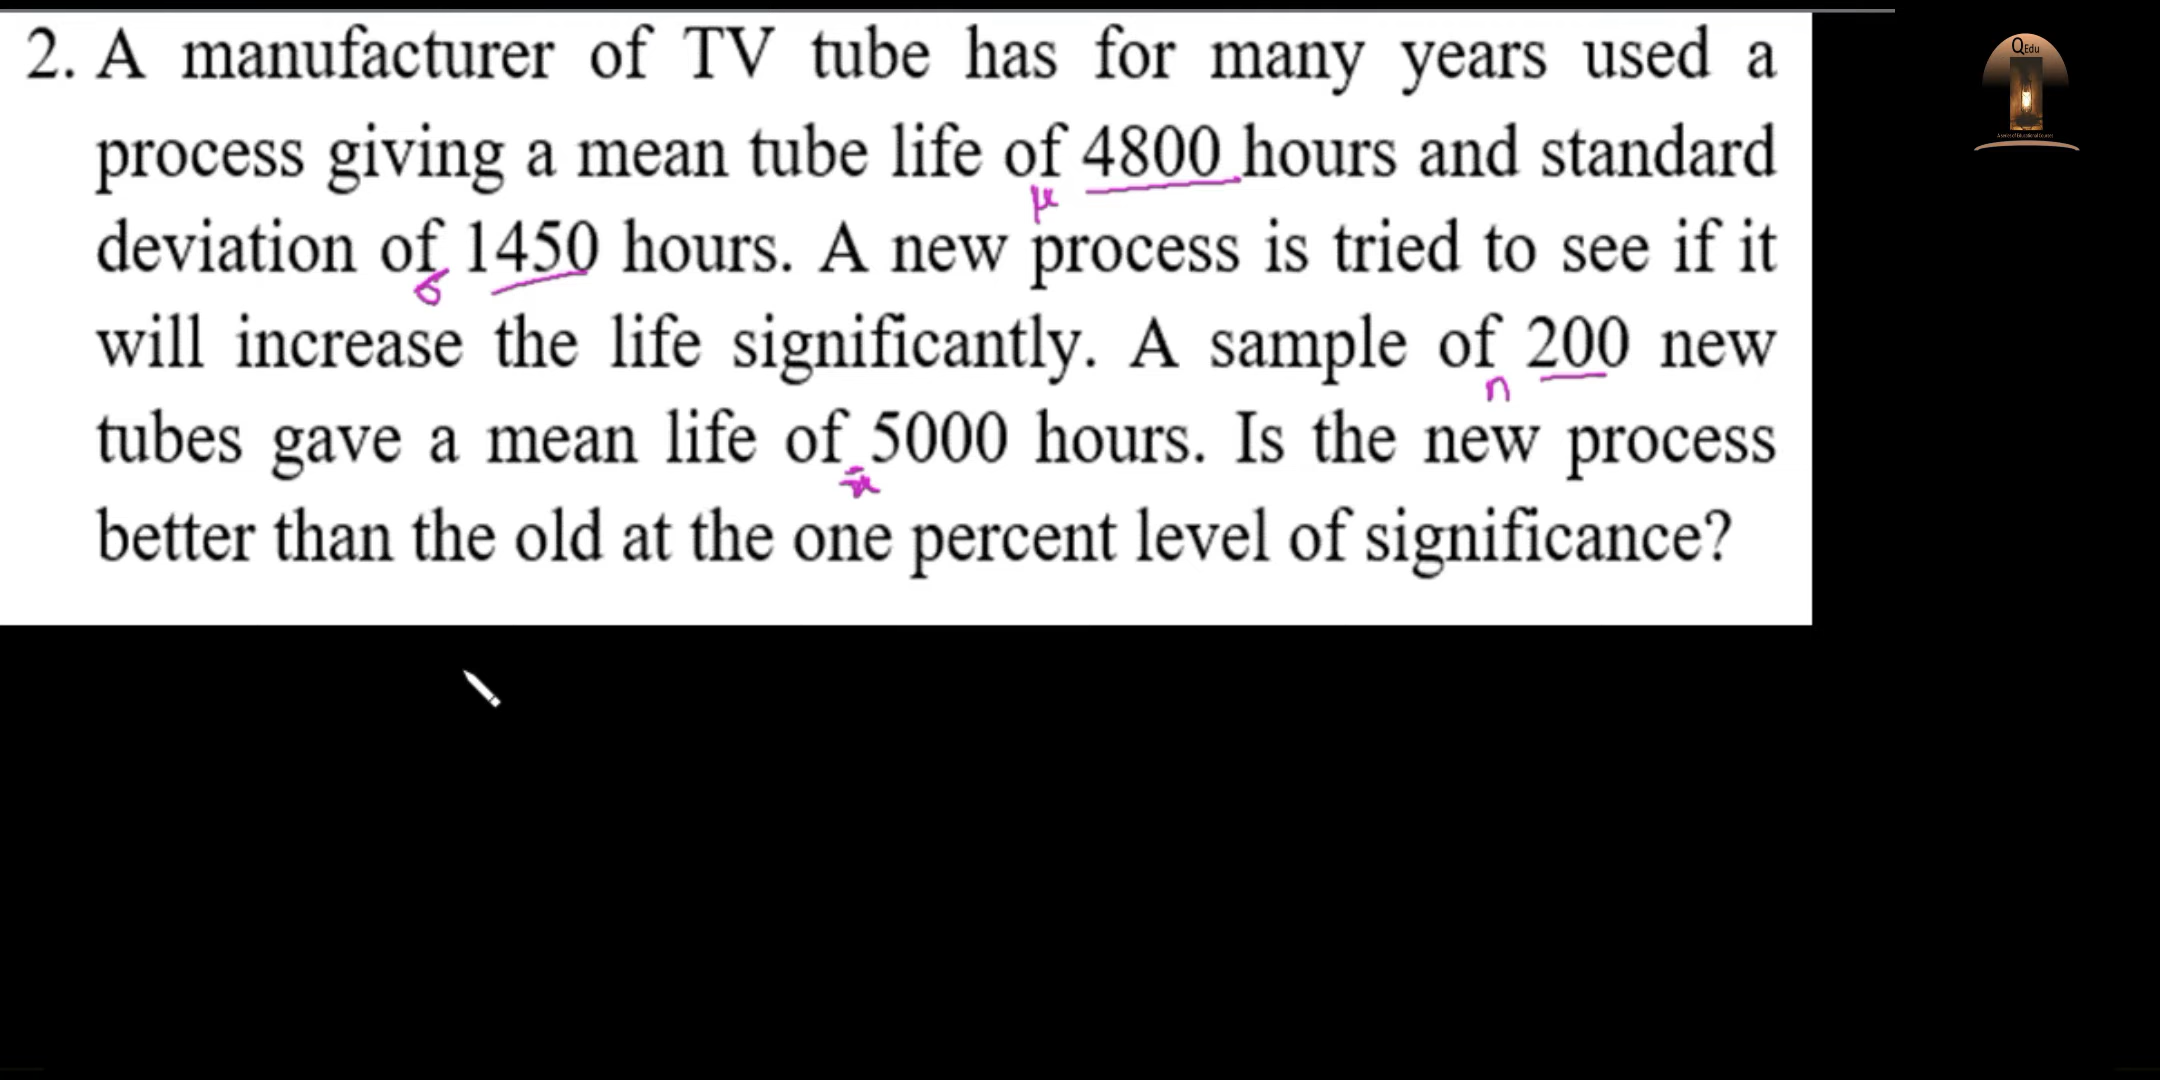 QEdu
2. A manufacturer of TV tube has for many years used a
process giving a mean tube life of 4800 hours and standard
μ
deviation of 1450 hours. A new process is tried to see if it
σ
will increase the life significantly. A sample of 200 new
n
tubes gave a mean life of 5000 hours. Is the new process
x̄
better than the old at the one percent level of significance?